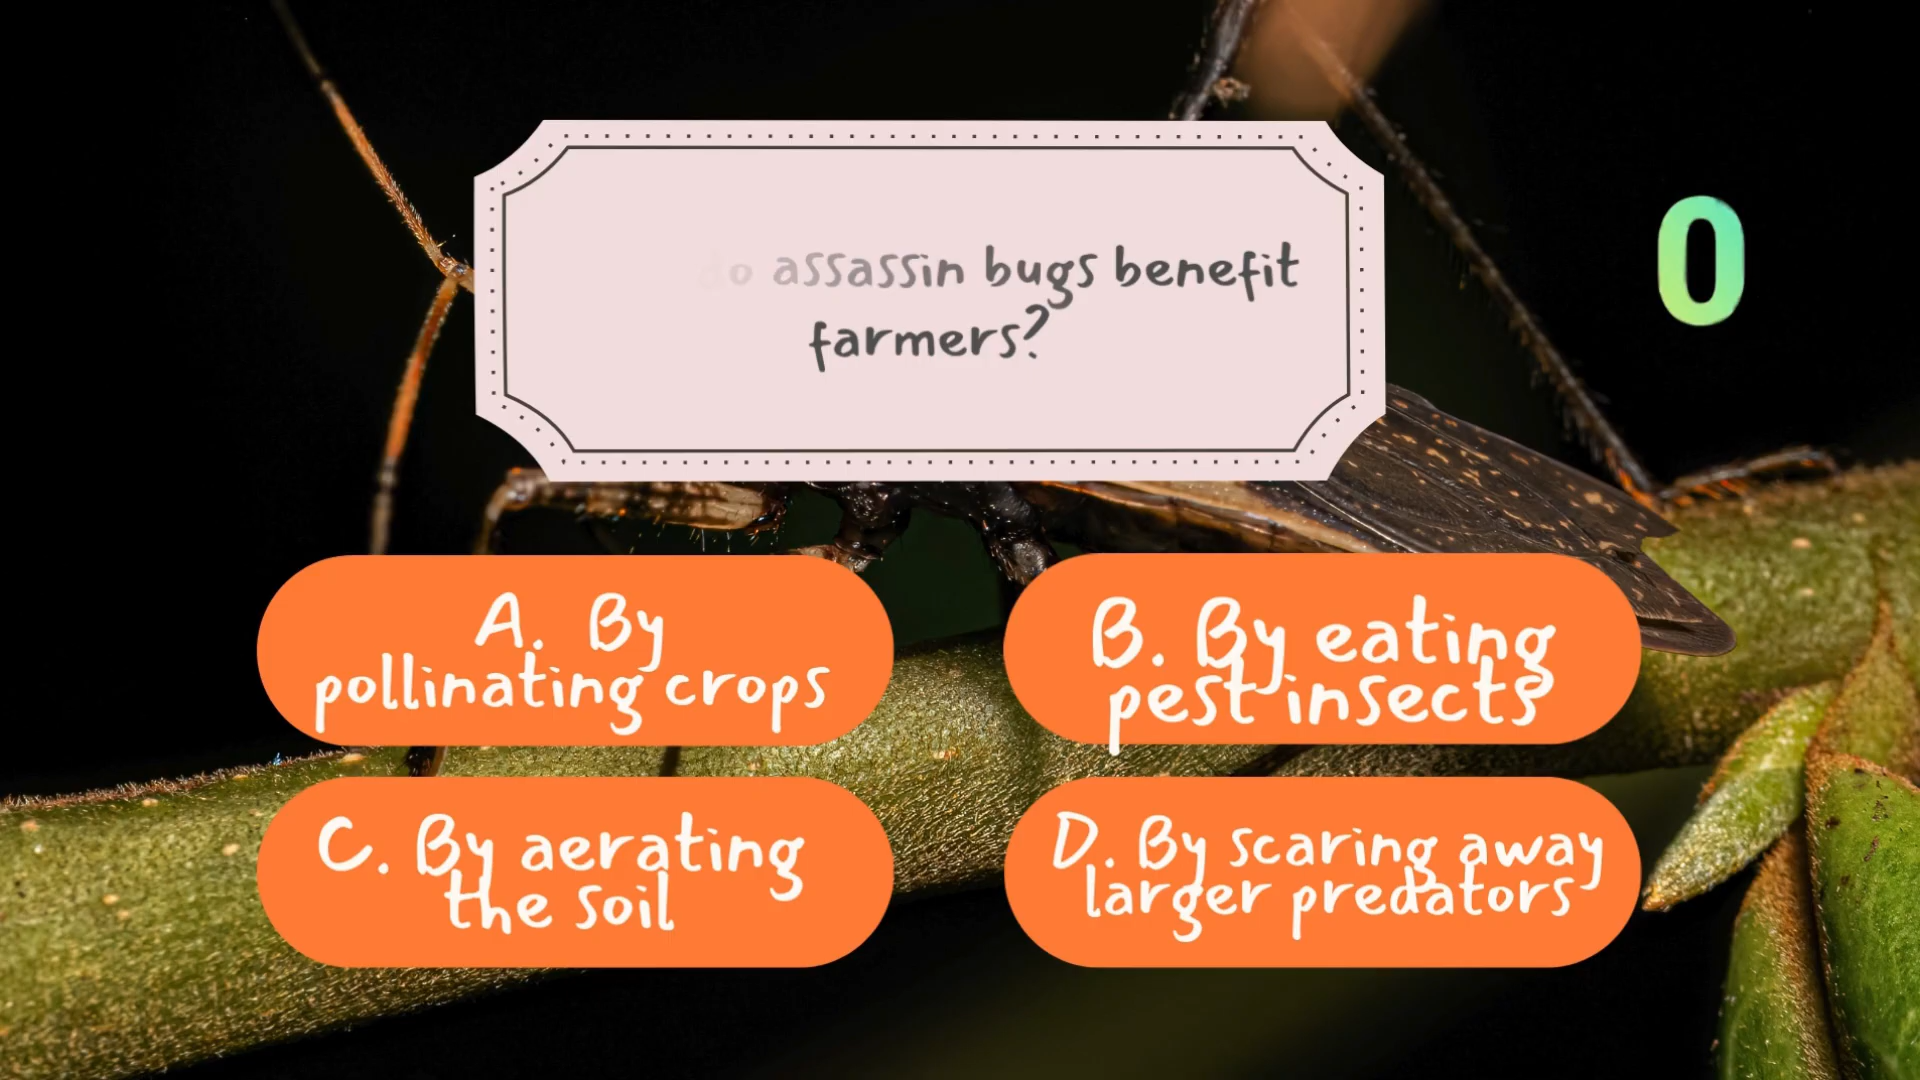 do assassin bugs benefit
farmers?
0
A. By
pollinating crops
B. By eating
pest insects
C. By aerating
the soil
D. By scaring away
larger predators